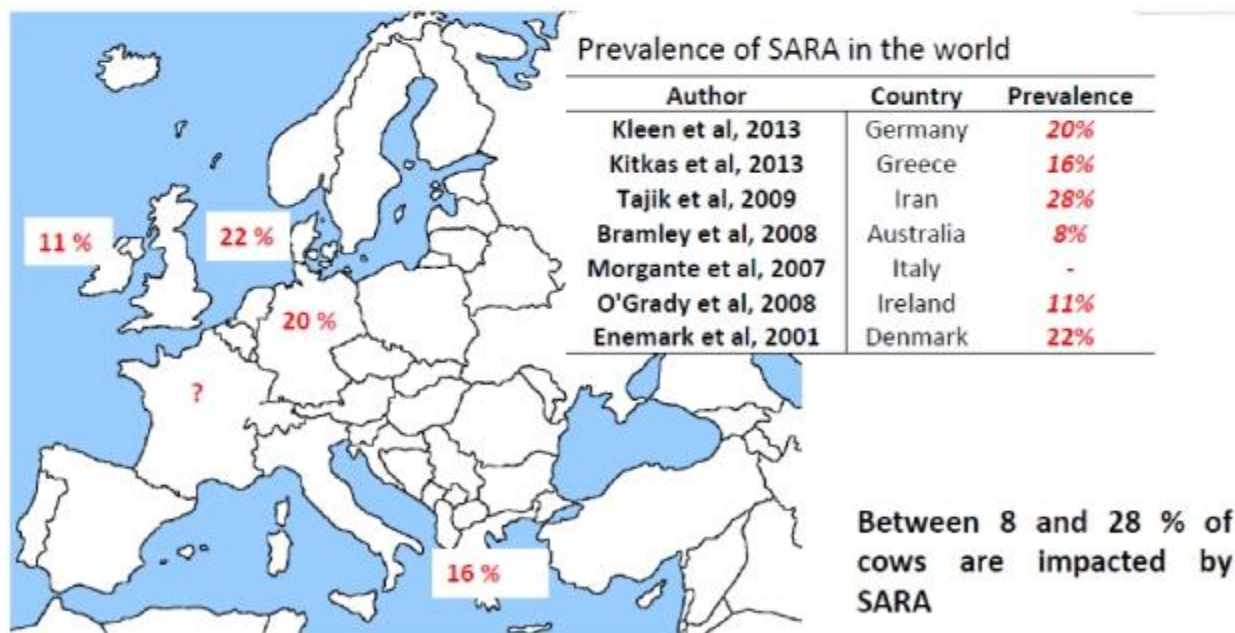 Prevalence of SARA in the world
Author Country Prevalence
Kleen et al, 2013 Germany 20%
Kitkas et al, 2013 Greece 16%
Tajik et al, 2009 Iran 28%
Bramley et al, 2008 Australia 8%
Morgante et al, 2007 Italy -
O'Grady et al, 2008 Ireland 11%
Enemark et al, 2001 Denmark 22%
11 %
22 %
20 %
?
16 %
Between 8 and 28 % of
cows are impacted by
SARA